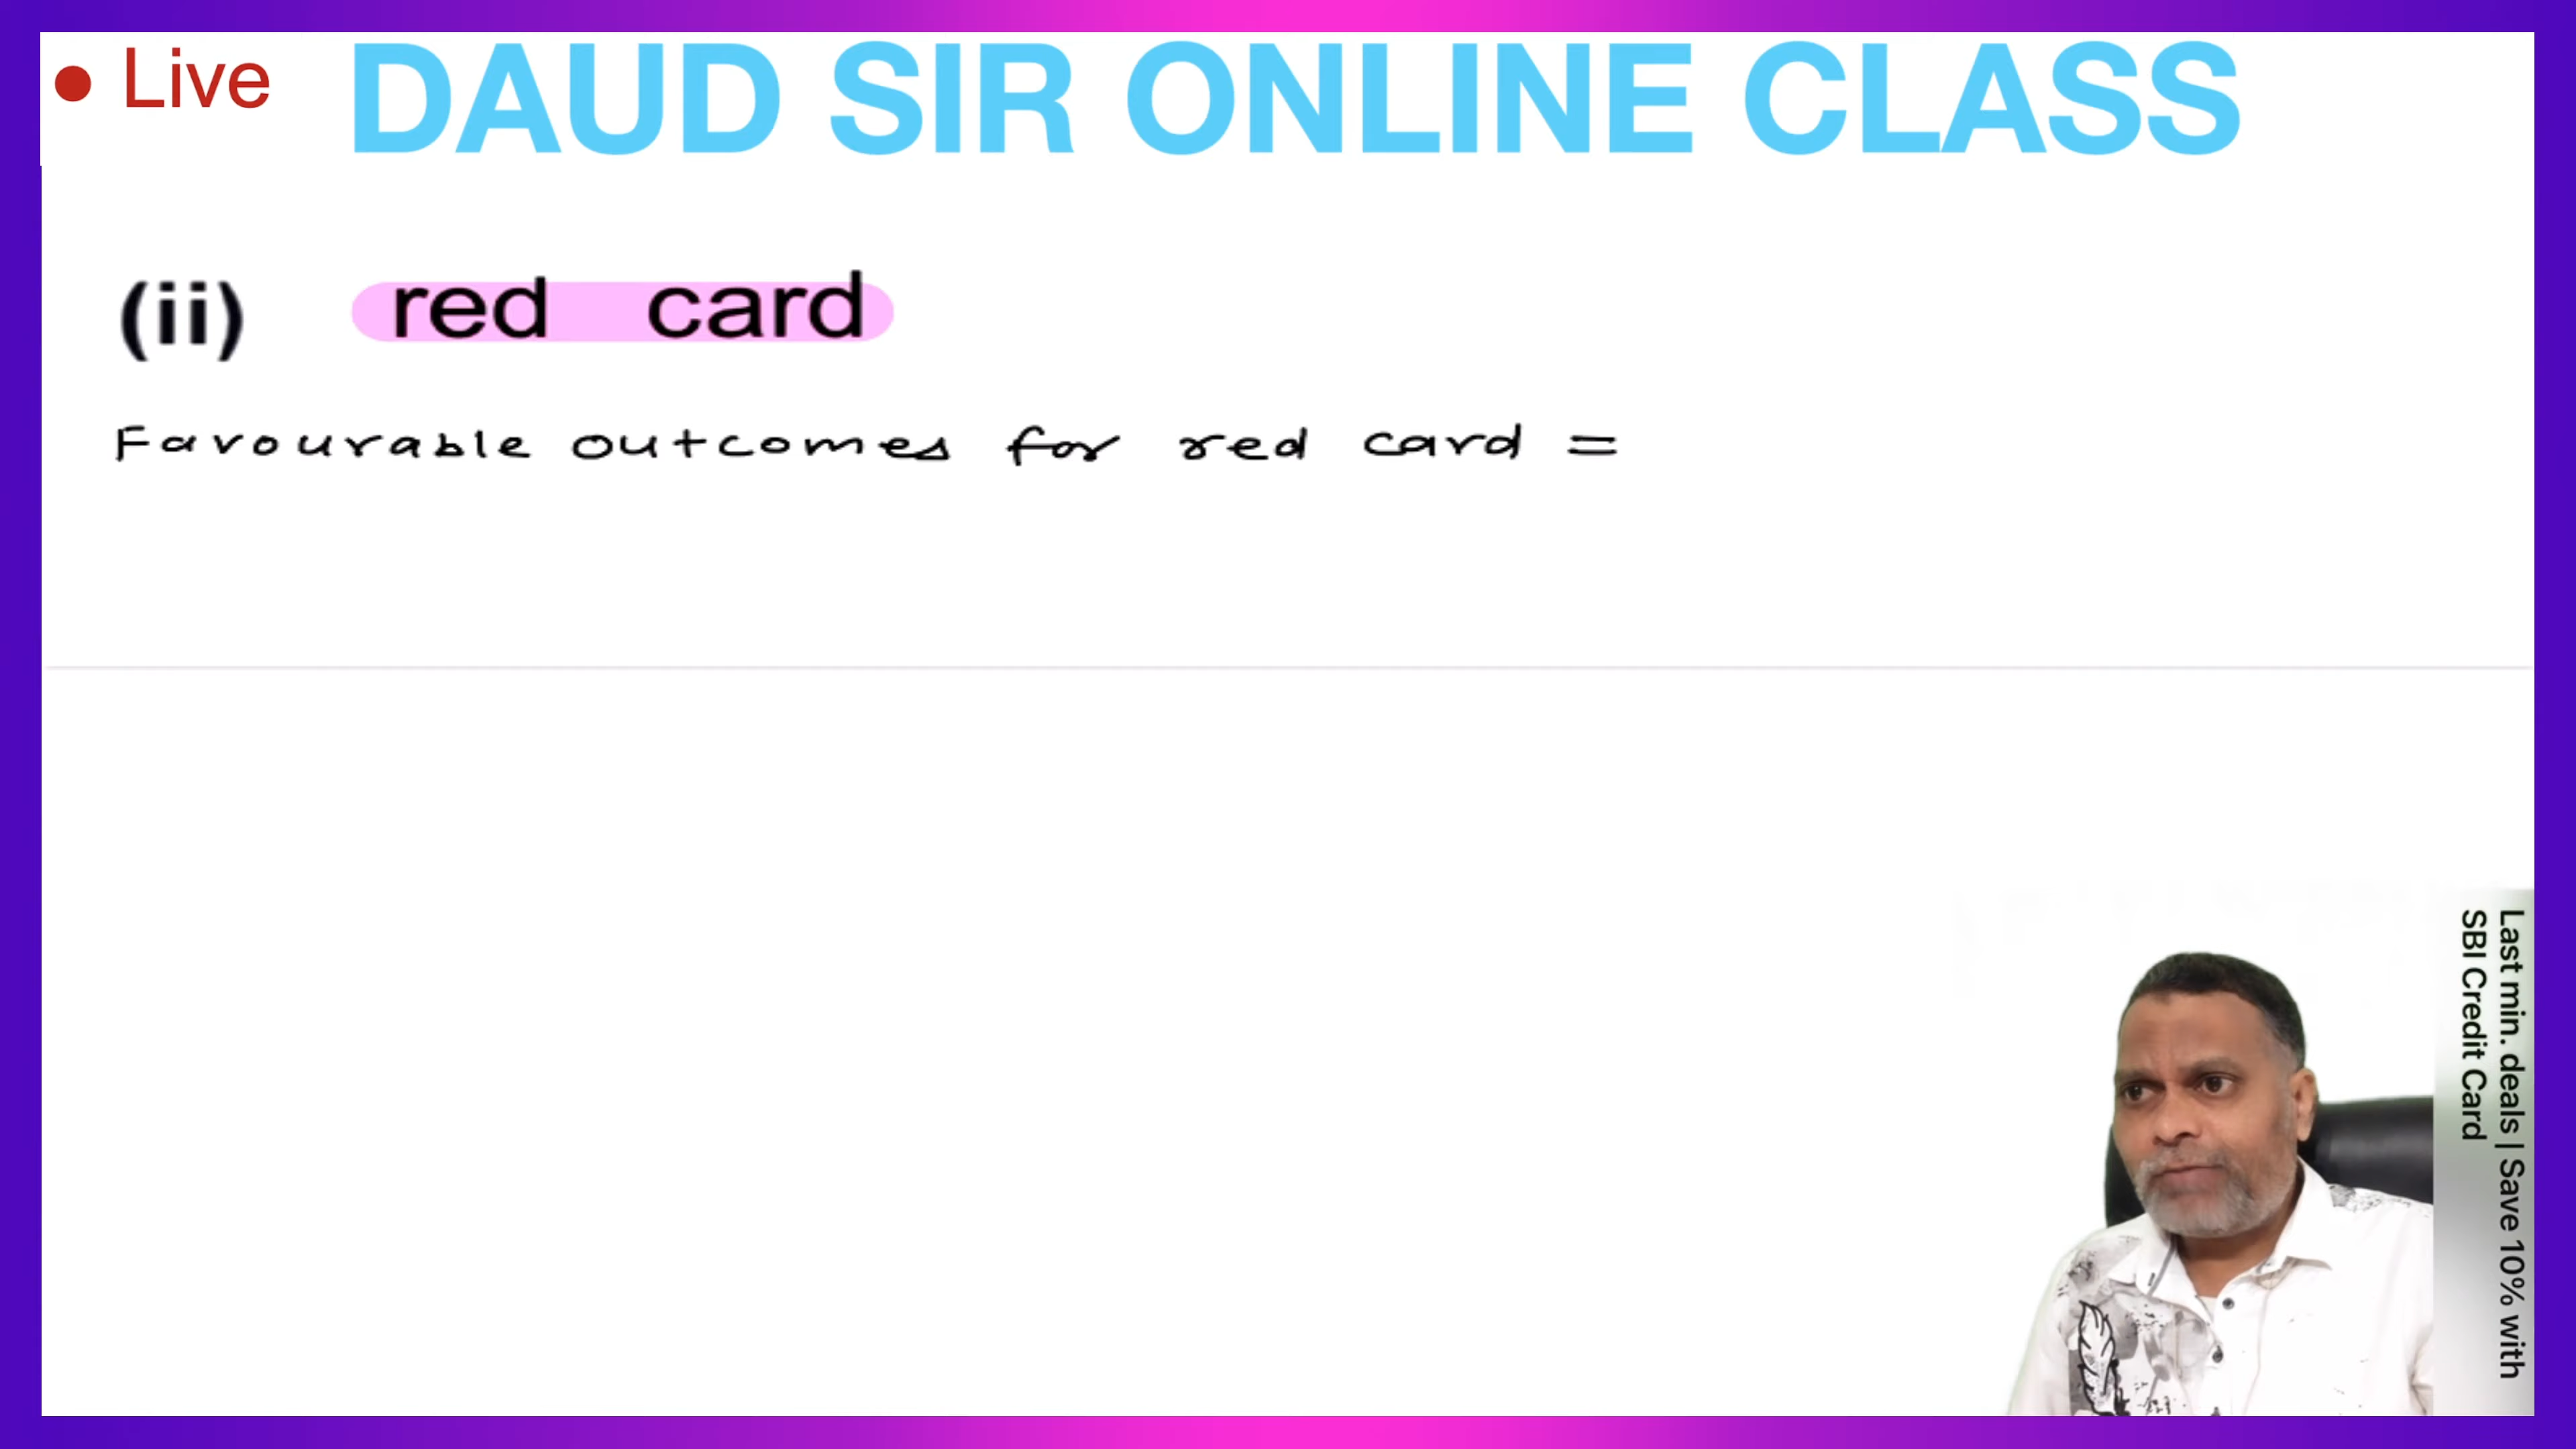 • Live DAUD SIR ONLINE CLASS
(ii) red card
Favourable outcomes for red card =
Last min. deals | Save 10% with
SBI Credit Card